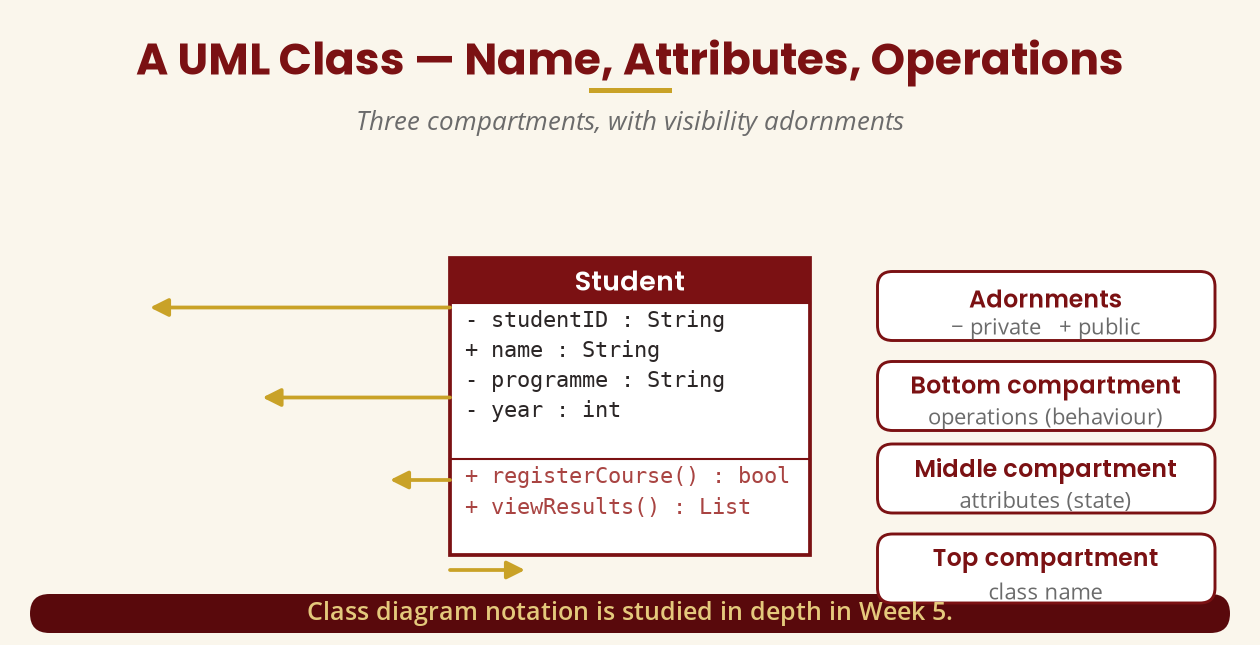 A UML Class — Name, Attributes, Operations
Three compartments, with visibility adornments
Student
- studentID : String
+ name : String
- programme : String
- year : int
+ registerCourse() : bool
+ viewResults() : List
Adornments
− private   + public
Bottom compartment
operations (behaviour)
Middle compartment
attributes (state)
Top compartment
class name
Class diagram notation is studied in depth in Week 5.